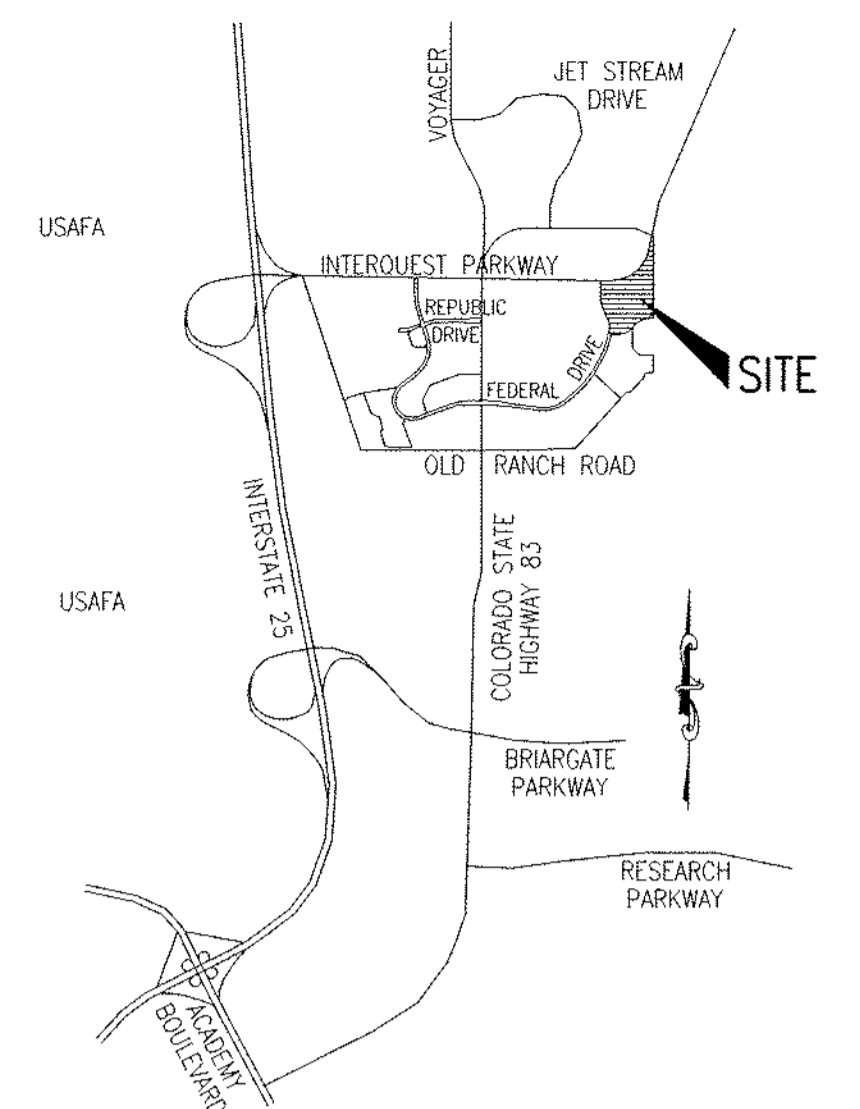 VOYAGER
JET STREAM
DRIVE
USAFA
INTERQUEST PARKWAY
REPUBLIC
DRIVE
DRIVE
FEDERAL
SITE
OLD RANCH ROAD
INTERSTATE 25
COLORADO STATE
HIGHWAY 83
USAFA
BRIARGATE
PARKWAY
RESEARCH
PARKWAY
ACADEMY
BOULEVARD